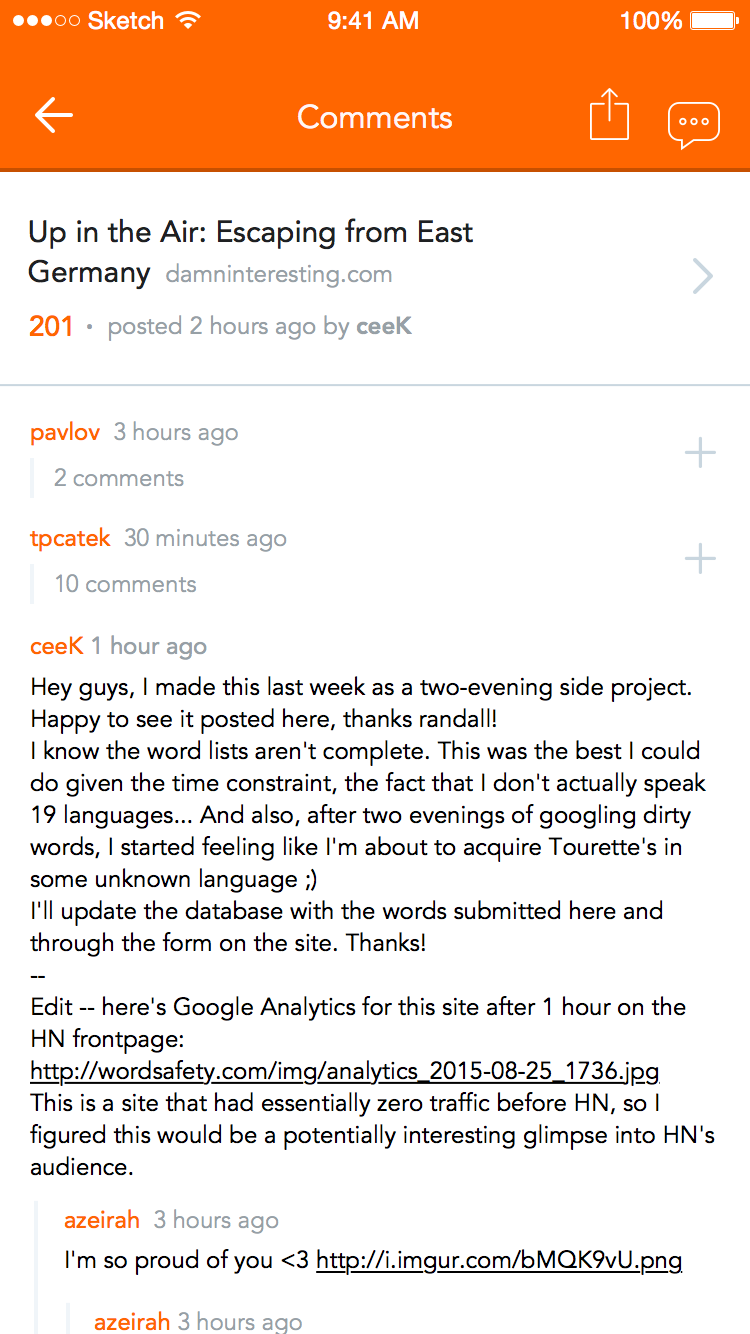 Sketch 9:41 AM 100%
Comments
Up in the Air: Escaping from East
Germany damninteresting.com
201 · posted 2 hours ago by ceeK
pavlov 3 hours ago
2 comments
tpcatek 30 minutes ago
10 comments
ceeK 1 hour ago
Hey guys, I made this last week as a two-evening side project.
Happy to see it posted here, thanks randall!
I know the word lists aren't complete. This was the best I could
do given the time constraint, the fact that I don't actually speak
19 languages... And also, after two evenings of googling dirty
words, I started feeling like I'm about to acquire Tourette's in
some unknown language ;)
I'll update the database with the words submitted here and
through the form on the site. Thanks!
--
Edit -- here's Google Analytics for this site after 1 hour on the
HN frontpage:
http://wordsafety.com/img/analytics_2015-08-25_1736.jpg
This is a site that had essentially zero traffic before HN, so I
figured this would be a potentially interesting glimpse into HN's
audience.
azeirah 3 hours ago
I'm so proud of you <3 http://i.imgur.com/bMQK9vU.png
azeirah 3 hours ago